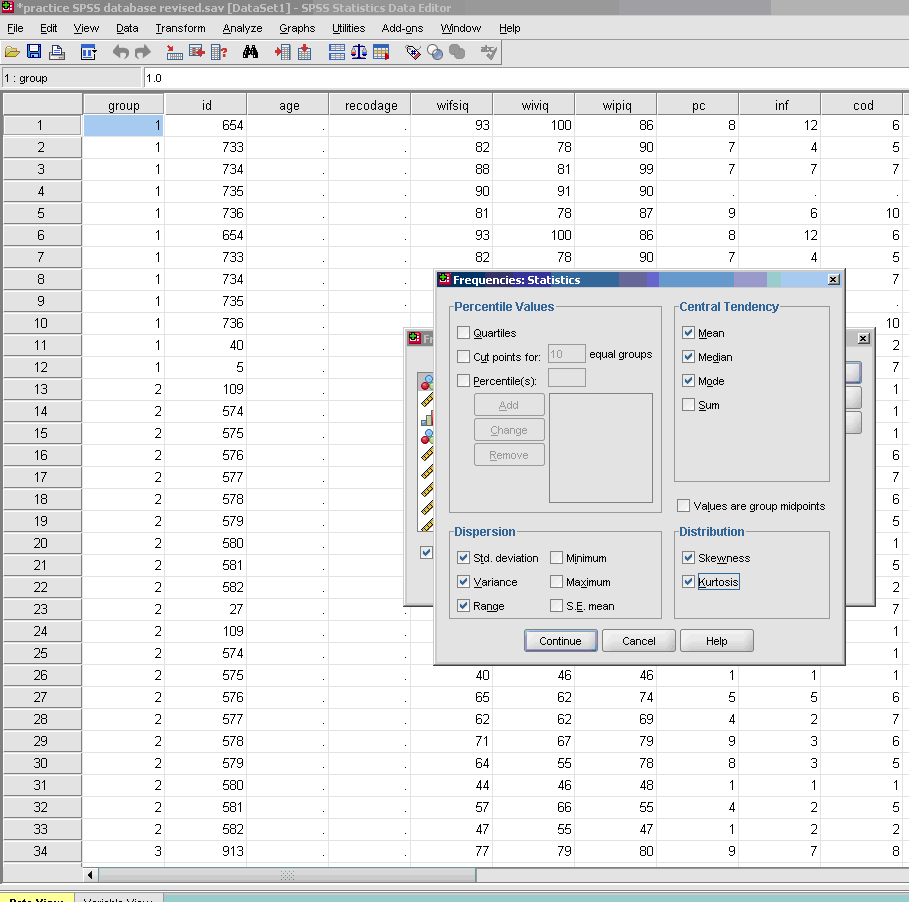 *practice SPSS database revised.sav [DataSet1] - SPSS Statistics Data Editor
File Edit View Data Transform Analyze Graphs Utilities Add-ons Window Help
1 : group 1.0
group id age recodage wifsiq wiviq wipiq pc inf cod
1 1 654 . . 93 100 86 8 12 6
2 1 733 . . 82 78 90 7 4 5
3 1 734 . . 88 81 99 7 7 7
4 1 735 . . 90 91 90 . . .
5 1 736 . . 81 78 87 9 6 10
6 1 654 . . 93 100 86 8 12 6
7 1 733 . . 82 78 90 7 4 5
8 1 734 . . 7
9 1 735 . . .
10 1 736 . . 10
11 1 40 . . 2
12 1 5 . . 7
13 2 109 . . 1
14 2 574 . . 1
15 2 575 . . 1
16 2 576 . . 6
17 2 577 . . 7
18 2 578 . . 6
19 2 579 . . 5
20 2 580 . . 1
21 2 581 . . 5
22 2 582 . . 2
23 2 27 . . 7
24 2 109 . . 1
25 2 574 . . 1
26 2 575 . . 40 46 46 1 1 1
27 2 576 . . 65 62 74 5 5 6
28 2 577 . . 62 62 69 4 2 7
29 2 578 . . 71 67 79 9 3 6
30 2 579 . . 64 55 78 8 3 5
31 2 580 . . 44 46 48 1 1 1
32 2 581 . . 57 66 55 4 2 5
33 2 582 . . 47 55 47 1 2 2
34 3 913 . . 77 79 80 9 7 8
Frequencies: Statistics
Percentile Values
Quartiles
Cut points for: 10 equal groups
Percentile(s):
Add
Change
Remove
Central Tendency
Mean
Median
Mode
Sum
Values are group midpoints
Dispersion
Std. deviation Minimum
Variance Maximum
Range S.E. mean
Distribution
Skewness
Kurtosis
Continue Cancel Help
Data View Variable View